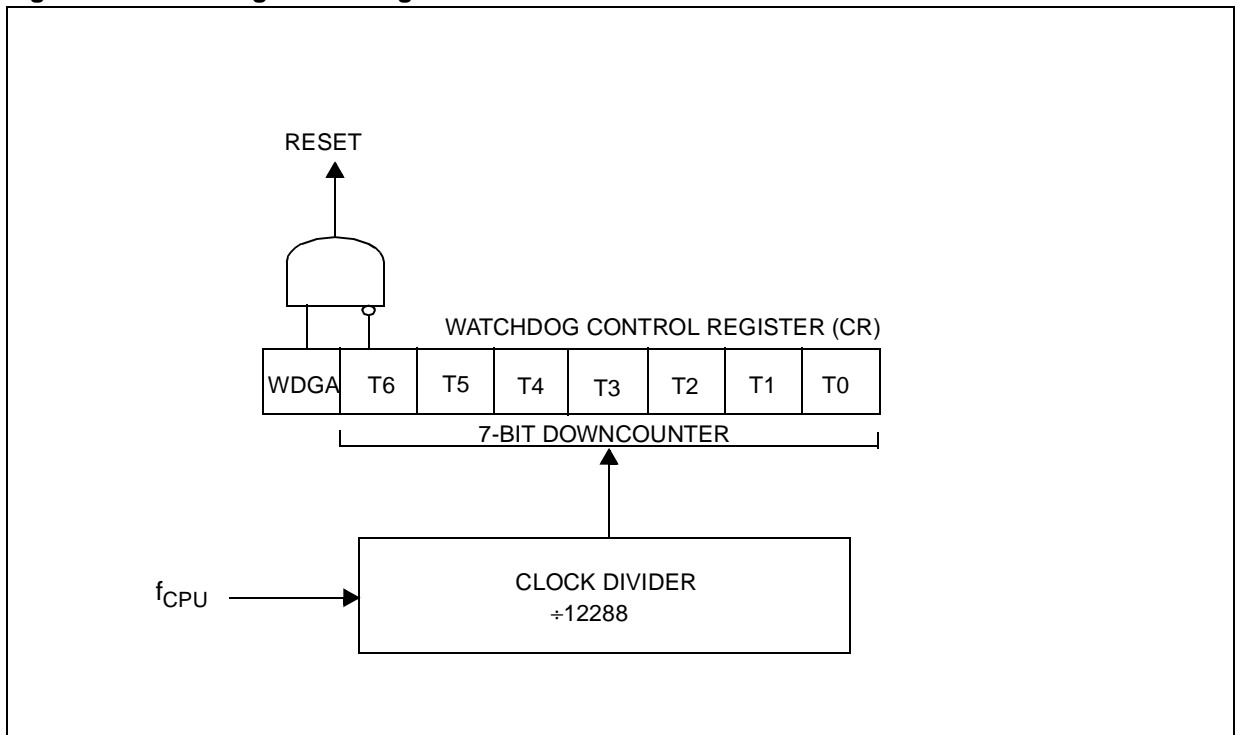 RESET
WATCHDOG CONTROL REGISTER (CR)
WDGA T6 T5 T4 T3 T2 T1 T0
7-BIT DOWNCOUNTER
fCPU
CLOCK DIVIDER
÷12288